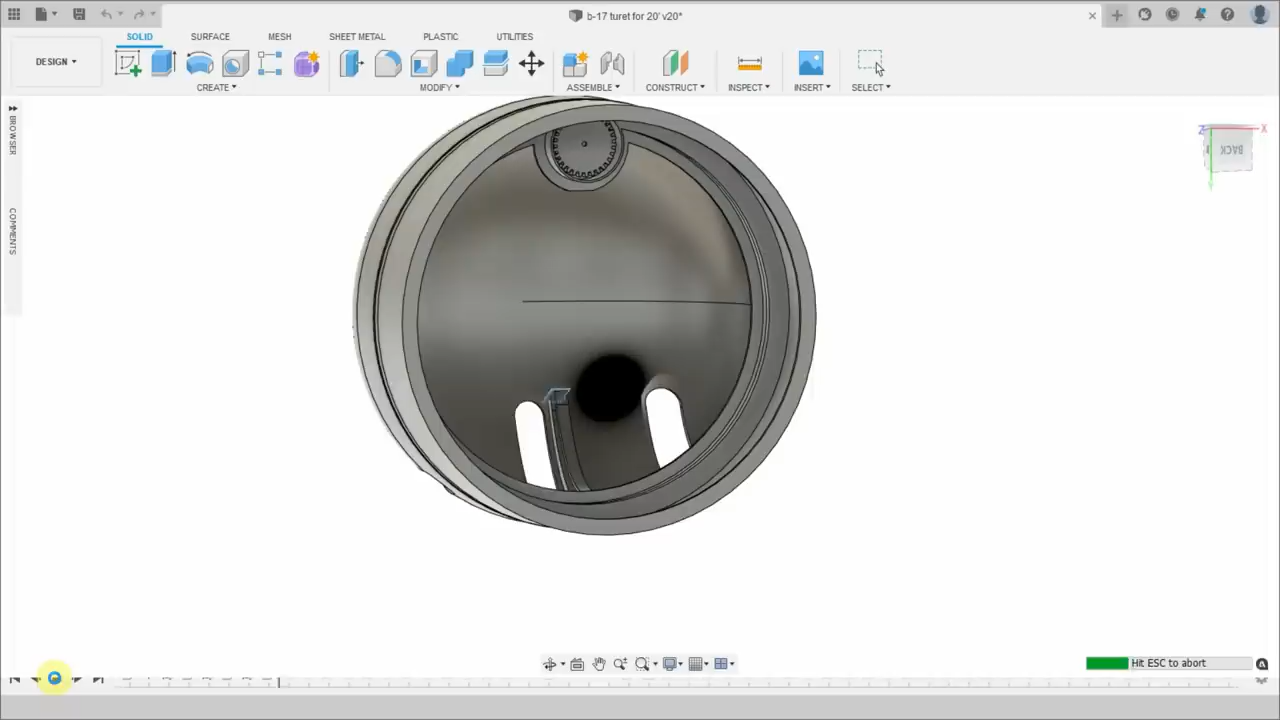 b-17 turet for 20' v20*
SOLID SURFACE MESH SHEET METAL PLASTIC UTILITIES
DESIGN
CREATE MODIFY ASSEMBLE CONSTRUCT INSPECT INSERT SELECT
BROWSER
COMMENTS
Z X
BACK
Hit ESC to abort